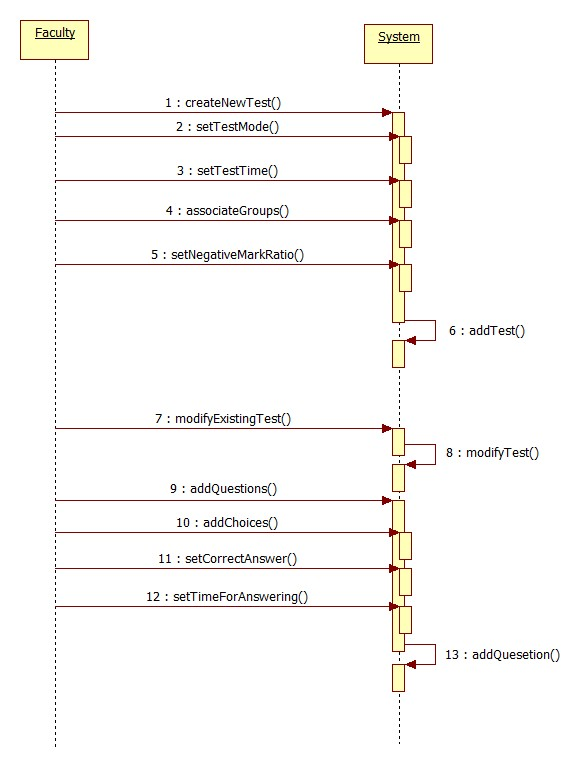 Faculty
System
1 : createNewTest()
2 : setTestMode()
3 : setTestTime()
4 : associateGroups()
5 : setNegativeMarkRatio()
6 : addTest()
7 : modifyExistingTest()
8 : modifyTest()
9 : addQuestions()
10 : addChoices()
11 : setCorrectAnswer()
12 : setTimeForAnswering()
13 : addQuesetion()